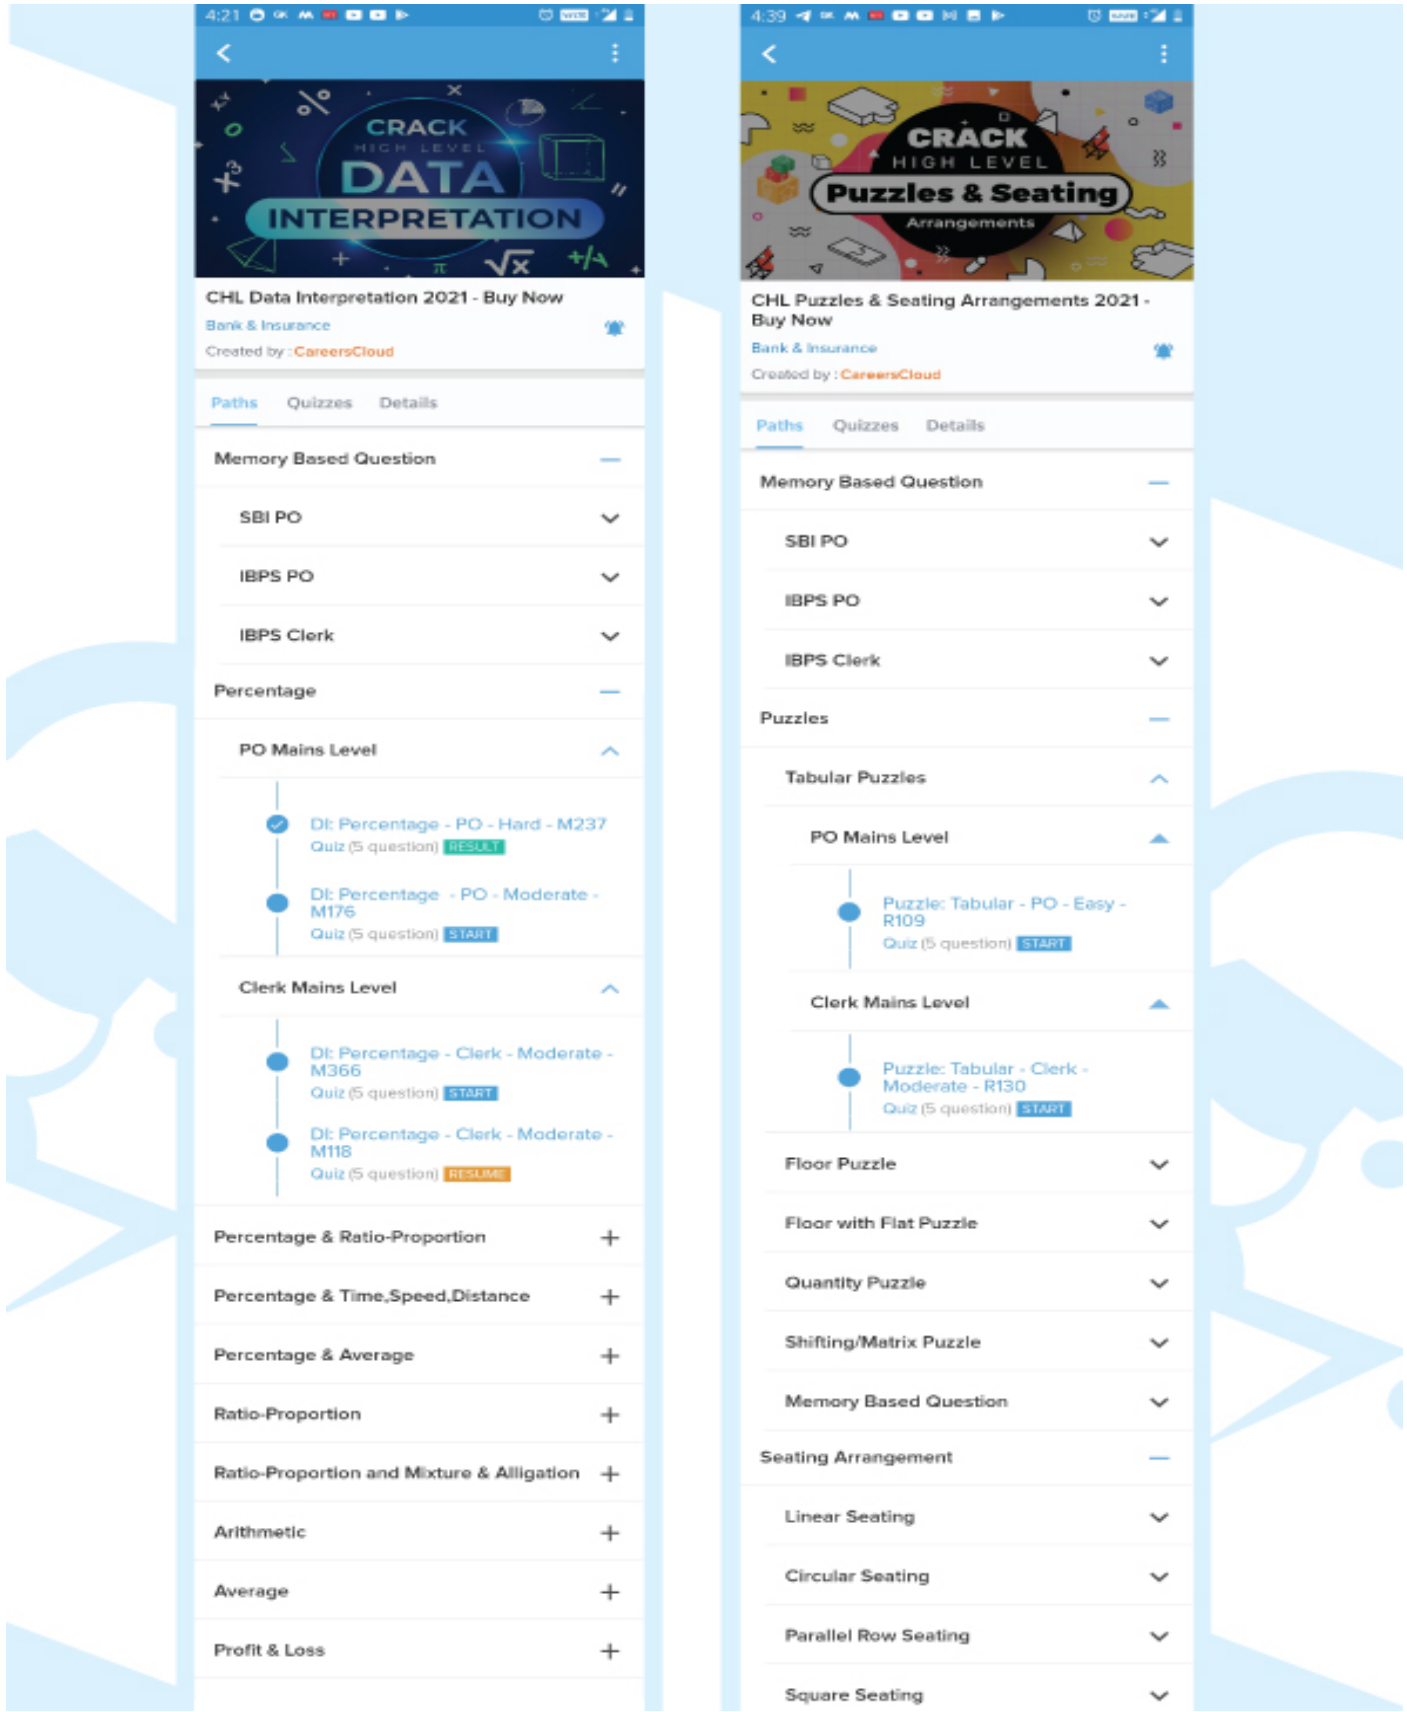 4:21
CRACK
HIGH LEVEL
DATA
INTERPRETATION
CHL Data Interpretation 2021 - Buy Now
Bank & Insurance
Created by : CareersCloud
Paths Quizzes Details
Memory Based Question
SBI PO
IBPS PO
IBPS Clerk
Percentage
PO Mains Level
DI: Percentage - PO - Hard - M237
Quiz (5 question) RESULT
DI: Percentage - PO - Moderate -
M176
Quiz (5 question) START
Clerk Mains Level
DI: Percentage - Clerk - Moderate -
M366
Quiz (5 question) START
DI: Percentage - Clerk - Moderate -
M118
Quiz (5 question) RESUME
Percentage & Ratio-Proportion
Percentage & Time,Speed,Distance
Percentage & Average
Ratio-Proportion
Ratio-Proportion and Mixture & Alligation
Arithmetic
Average
Profit & Loss
4:39
CRACK
HIGH LEVEL
Puzzles & Seating
Arrangements
CHL Puzzles & Seating Arrangements 2021 -
Buy Now
Bank & Insurance
Created by : CareersCloud
Paths Quizzes Details
Memory Based Question
SBI PO
IBPS PO
IBPS Clerk
Puzzles
Tabular Puzzles
PO Mains Level
Puzzle: Tabular - PO - Easy -
R109
Quiz (5 question) START
Clerk Mains Level
Puzzle: Tabular - Clerk -
Moderate - R130
Quiz (5 question) START
Floor Puzzle
Floor with Flat Puzzle
Quantity Puzzle
Shifting/Matrix Puzzle
Memory Based Question
Seating Arrangement
Linear Seating
Circular Seating
Parallel Row Seating
Square Seating